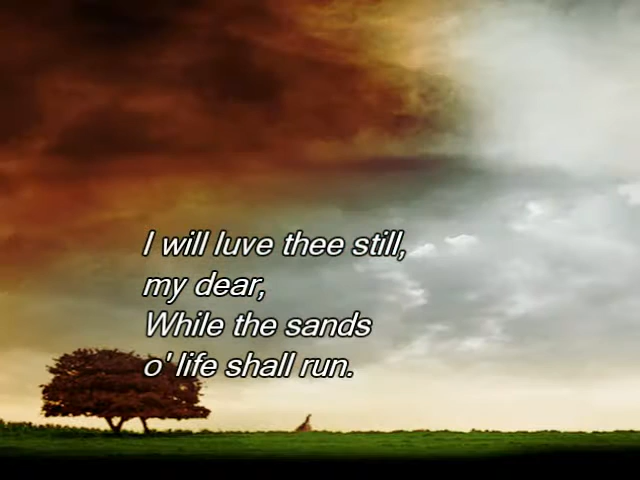 I will luve thee still,
my dear,
While the sands
o' life shall run.